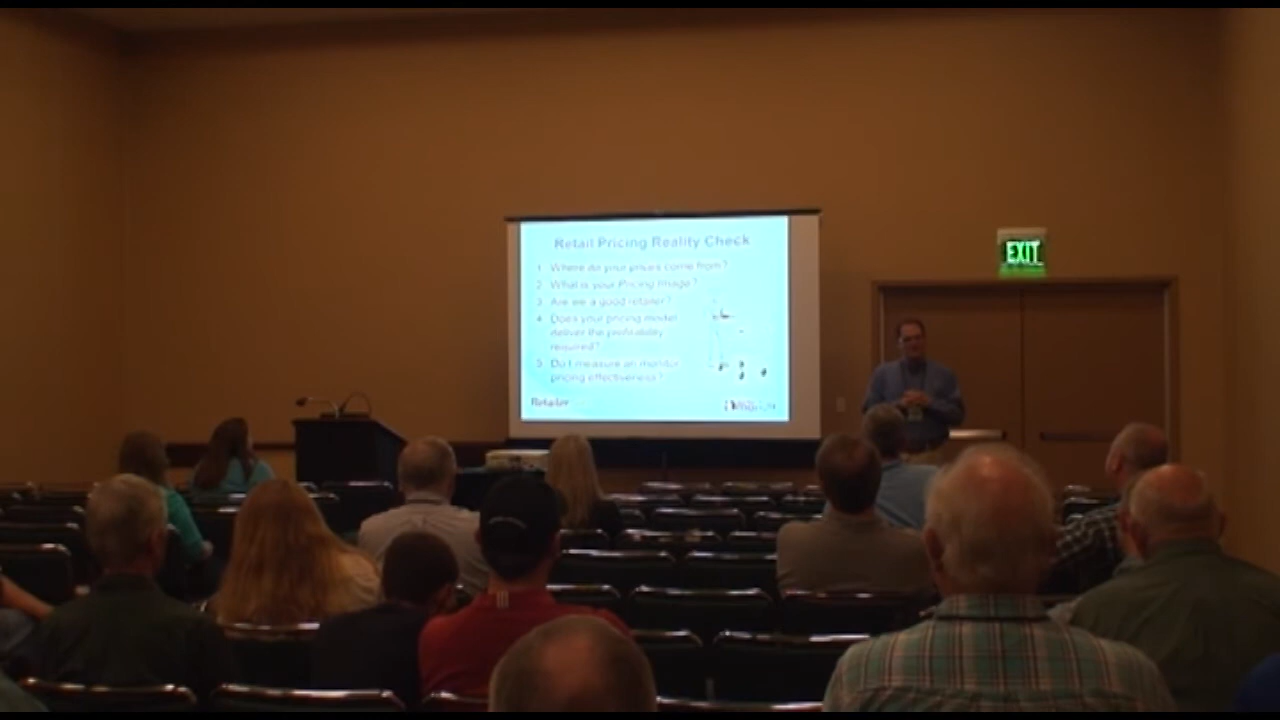 Retail Pricing Reality Check
1 Where do your prices come from?
2 What is your Pricing Image?
3 Are we a good retailer?
4 Does your pricing model
deliver the profitability
required?
5 Do I measure an monitor
pricing effectiveness?
Retailer
EXIT